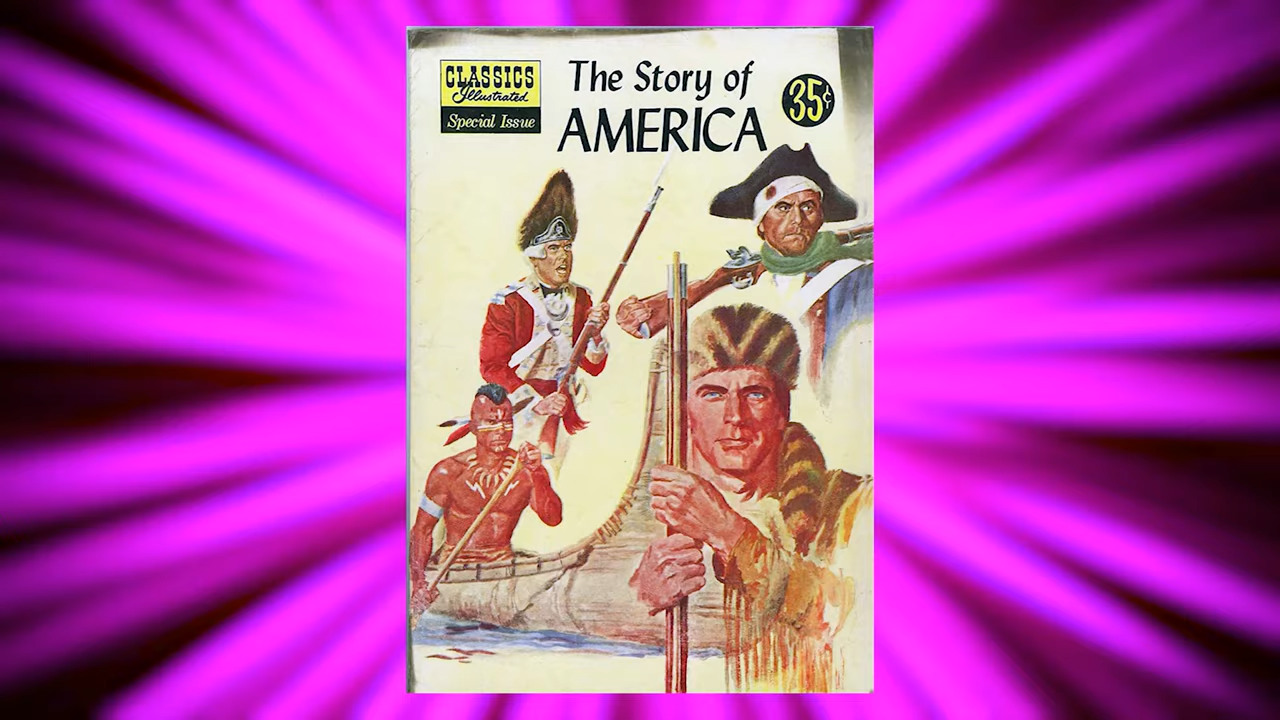 CLASSICS
Illustrated
Special Issue
The Story of
AMERICA
35¢